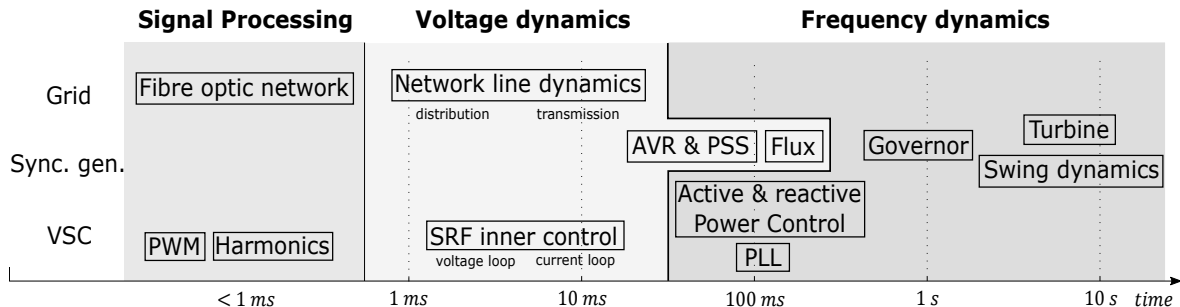 Signal Processing
Voltage dynamics
Frequency dynamics
Grid
Fibre optic network
Network line dynamics
distribution
transmission
Sync. gen.
AVR & PSS
Flux
Governor
Turbine
Swing dynamics
VSC
PWM
Harmonics
SRF inner control
voltage loop
current loop
Active & reactive
Power Control
PLL
< 1 ms
1 ms
10 ms
100 ms
1 s
10 s
time